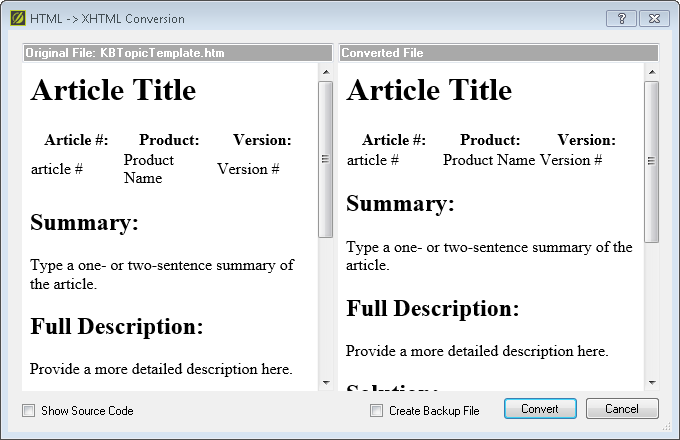 HTML -> XHTML Conversion
Original File: KBTopicTemplate.htm
Article Title
Article #: Product: Version:
article # Product Name Version #
Summary:
Type a one- or two-sentence summary of
the article.
Full Description:
Provide a more detailed description here.
Converted File
Article Title
Article #: Product: Version:
article # Product Name Version #
Summary:
Type a one- or two-sentence summary of the
article.
Full Description:
Provide a more detailed description here.
Solution:
Show Source Code
Create Backup File
Convert
Cancel